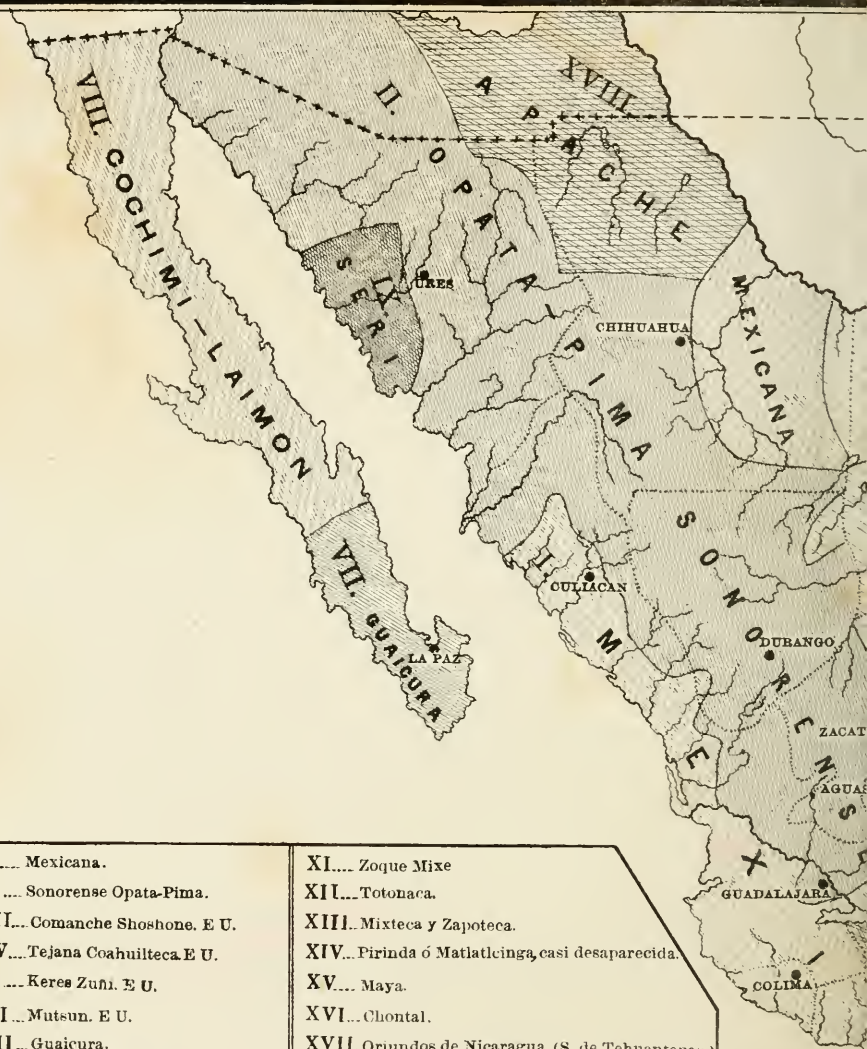 XVIII.
APACHE
VIII. COCHIMI—LAIMON
II.
OPATA-PIMA
IX.
SERI
URES
CHIHUAHUA
MEXICANA
SONORENSE
VII. GUAICURA
LA PAZ
I.
CULIACAN
MEXI
DURANGO
ZACAT
AGUAS
GUADALAJARA
COLIMA
.... Mexicana.
.... Sonorense Opata-Pima.
I... Comanche Shoshone. E U.
V.... Tejana Coahuilteca. E U.
.... Keres Zuñi. E U.
I... Mutsun. E U.
II... Guaicura.
XI.... Zoque Mixe
XII... Totonaca.
XIII... Mixteca y Zapoteca.
XIV... Pirinda ó Matlatlcinga, casi desaparecida.
XV.... Maya.
XVI... Chontal.
XVII Oriundos de Nicaragua (S. de Tehuantepec.)